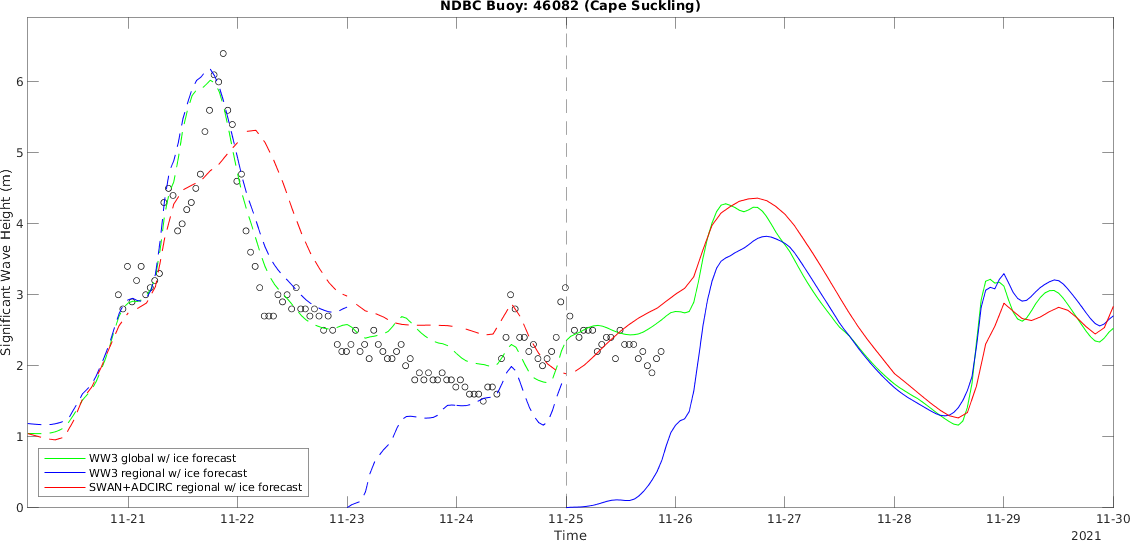 NDBC Buoy: 46082 (Cape Suckling)
Significant Wave Height (m)
6
5
4
3
2
1
0
WW3 global w/ ice forecast
WW3 regional w/ ice forecast
SWAN+ADCIRC regional w/ ice forecast
11-21 11-22 11-23 11-24 11-25 11-26 11-27 11-28 11-29 11-30
Time
2021